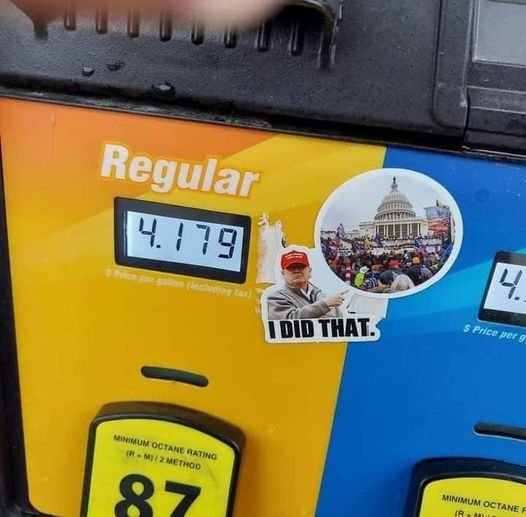 Regular
4.179
$ Price per gallon (including tax)
I DID THAT.
4.
$ Price per g
MINIMUM OCTANE RATING
(R + M) / 2 METHOD
87
MINIMUM OCTANE R